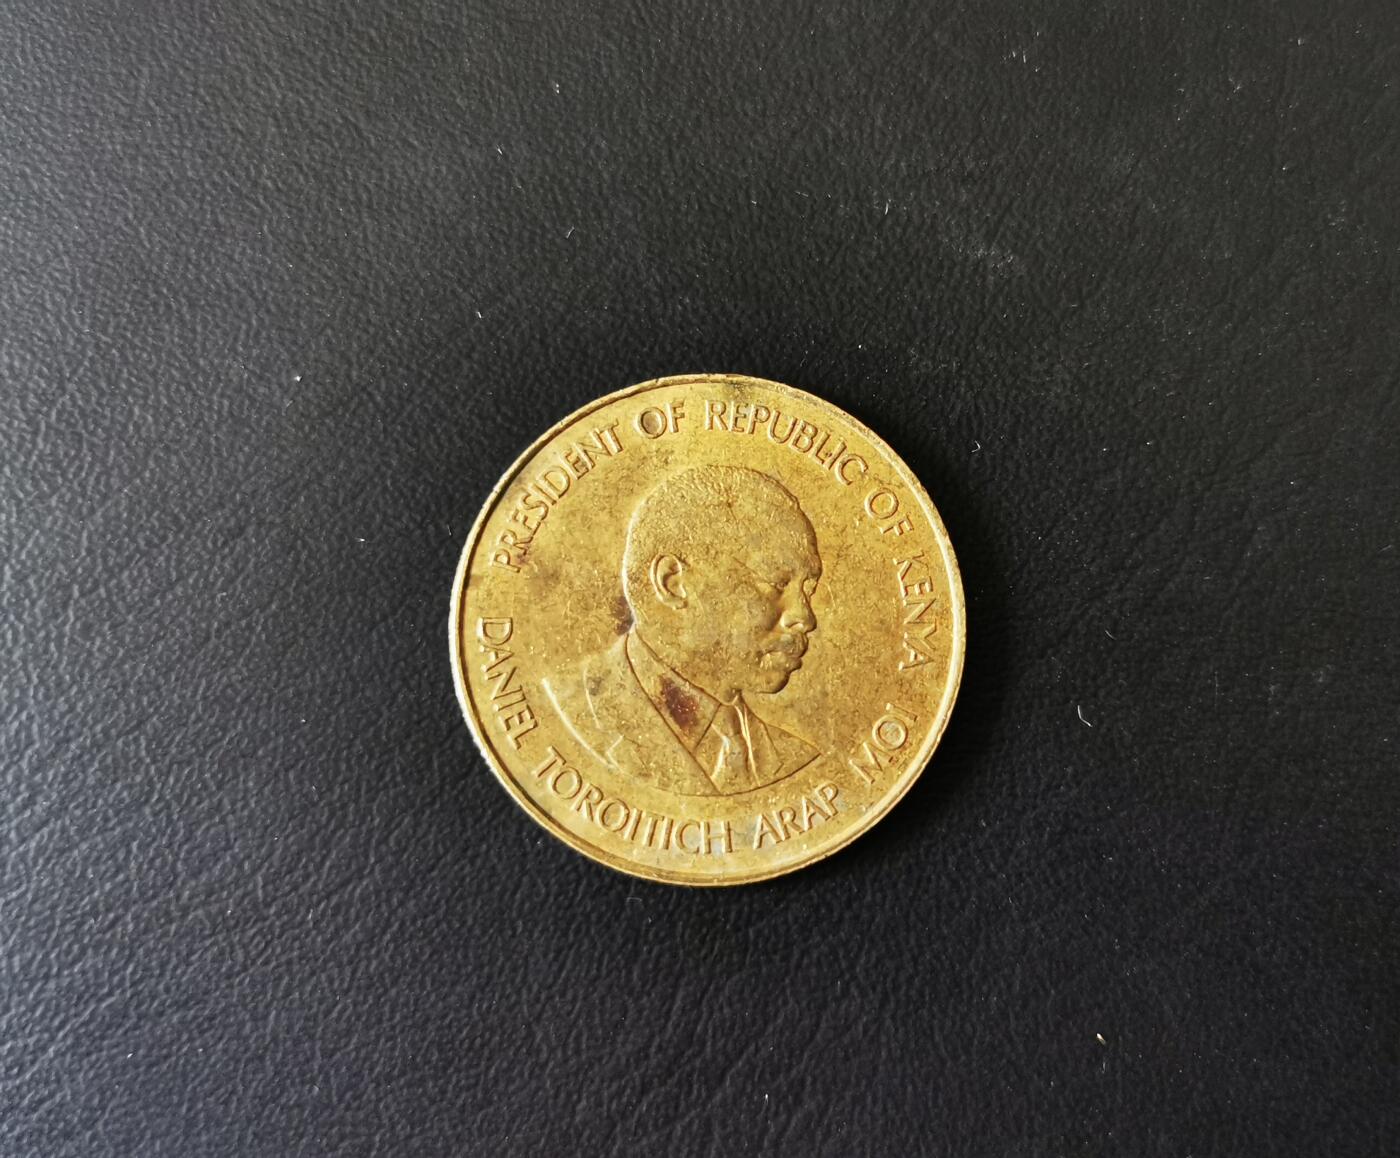 PRESIDENT OF REPUBLIC OF KENYA
DANIEL TOROITICH ARAP MOI